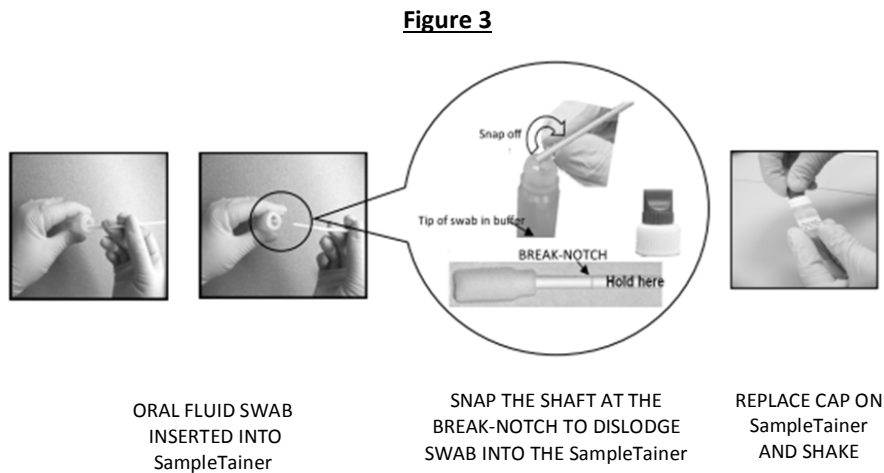 Figure 3
Snap off
Tip of swab in buffer
BREAK-NOTCH
Hold here
ORAL FLUID SWAB
INSERTED INTO
SampleTainer
SNAP THE SHAFT AT THE
BREAK-NOTCH TO DISLODGE
SWAB INTO THE SampleTainer
REPLACE CAP ON
SampleTainer
AND SHAKE